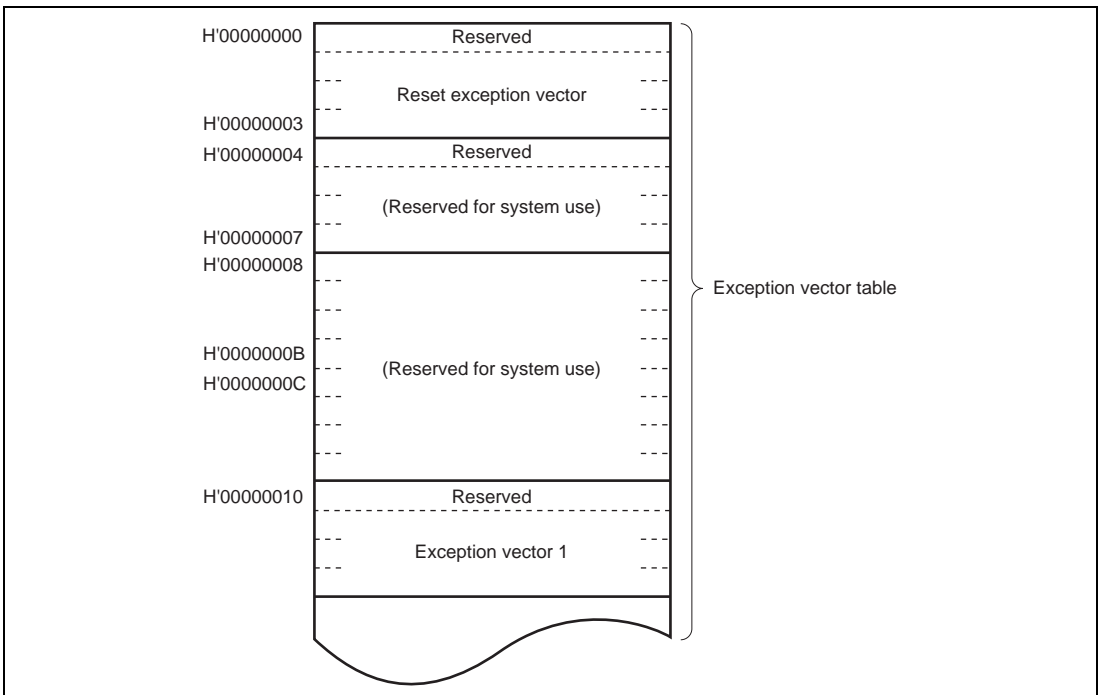 H'00000000 Reserved
Reset exception vector
H'00000003
H'00000004 Reserved
(Reserved for system use)
H'00000007
H'00000008
Exception vector table
H'0000000B
(Reserved for system use)
H'0000000C
H'00000010 Reserved
Exception vector 1